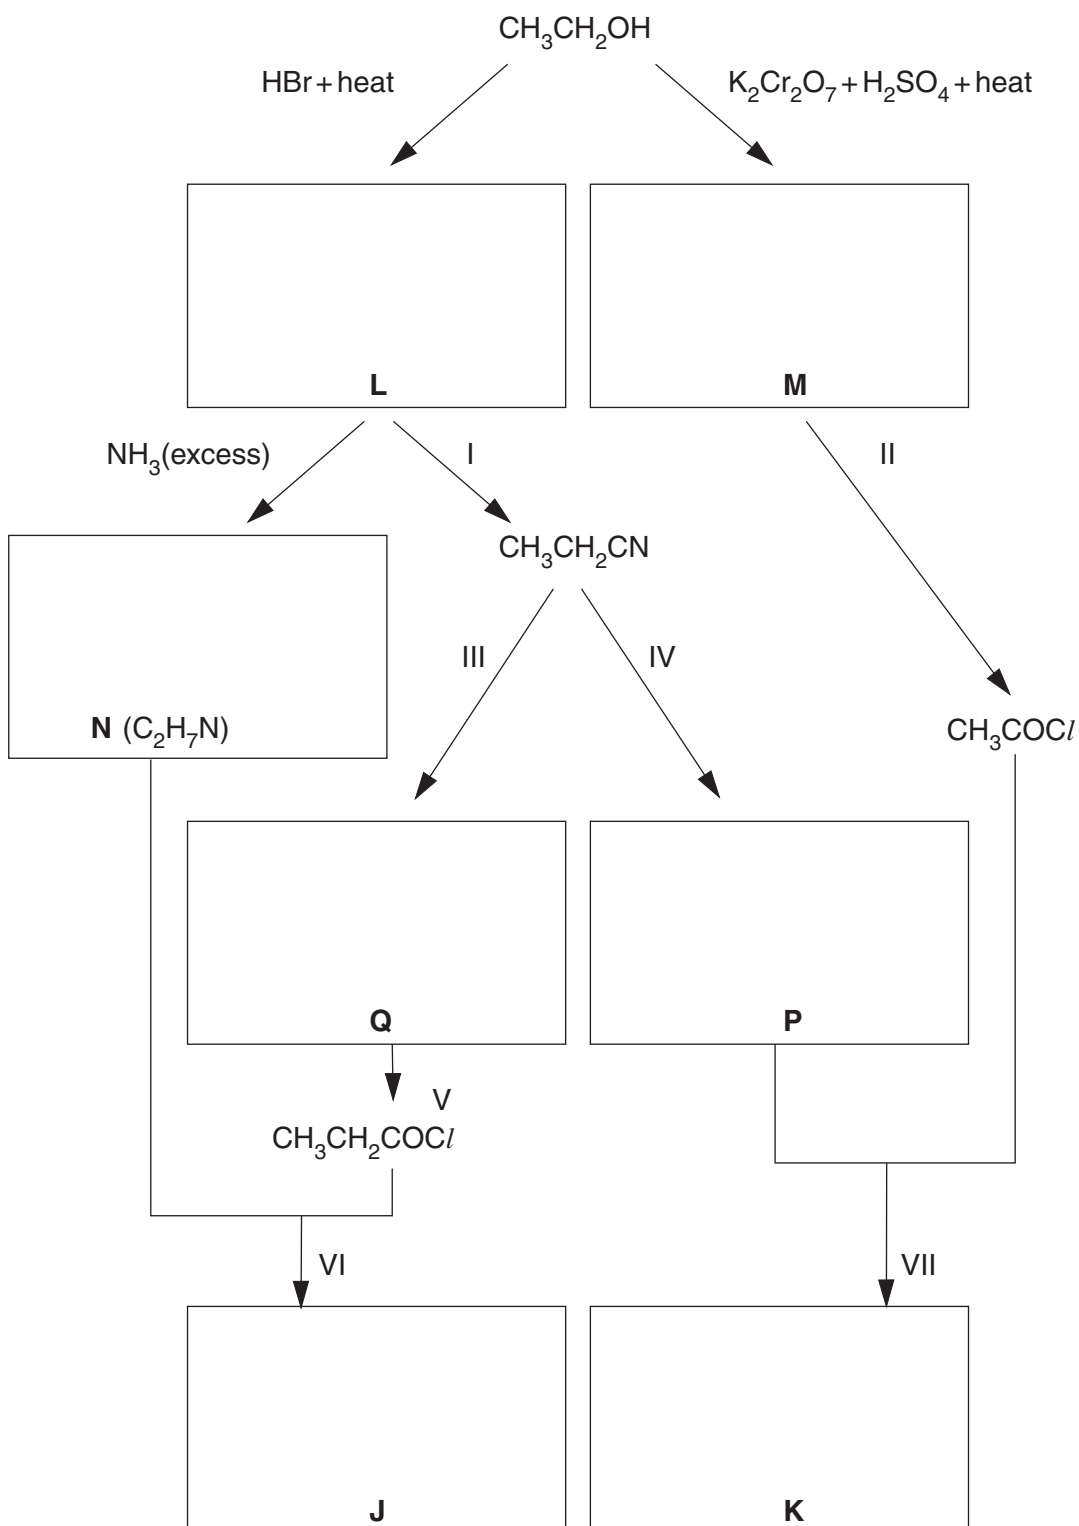 CH₃CH₂OH
HBr + heat
K₂Cr₂O₇ + H₂SO₄ + heat
L
M
NH₃(excess)
I
II
CH₃CH₂CN
III
IV
N (C₂H₇N)
CH₃COCl
Q
P
V
CH₃CH₂COCl
VI
VII
J
K